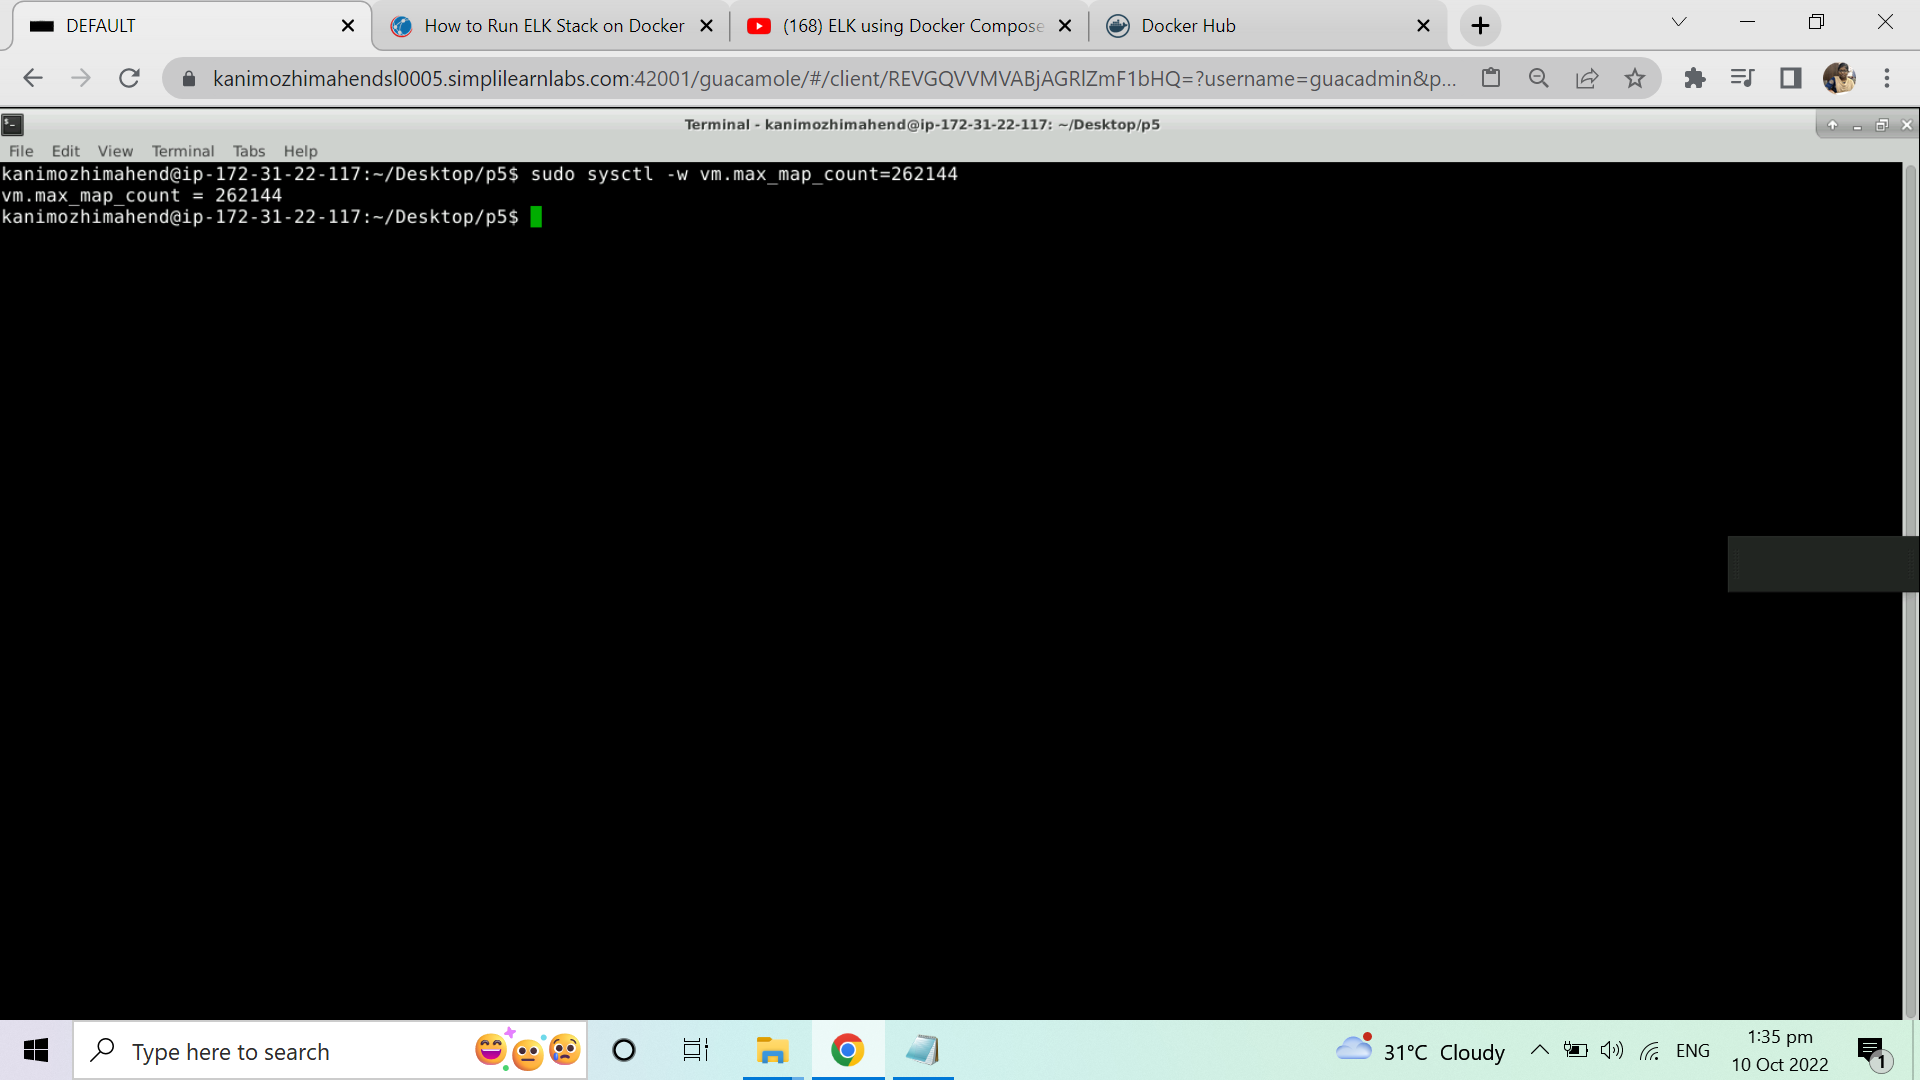 DEFAULT
How to Run ELK Stack on Docker
(168) ELK using Docker Compose
Docker Hub
kanimozhimahendsl0005.simplilearnlabs.com:42001/guacamole/#/client/REVGQVVMVABjAGRlZmF1bHQ=?username=guacadmin&p...
Terminal - kanimozhimahend@ip-172-31-22-117: ~/Desktop/p5
File Edit View Terminal Tabs Help
kanimozhimahend@ip-172-31-22-117:~/Desktop/p5$ sudo sysctl -w vm.max_map_count=262144
vm.max_map_count = 262144
kanimozhimahend@ip-172-31-22-117:~/Desktop/p5$
Type here to search
31°C Cloudy
ENG
1:35 pm
10 Oct 2022
1